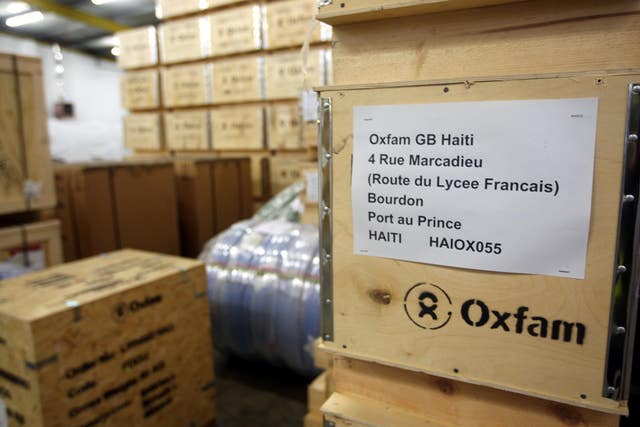 Oxfam GB Haiti
4 Rue Marcadieu
(Route du Lycee Francais)
Bourdon
Port au Prince
HAITI HAIOX055
Oxfam
Oxfam